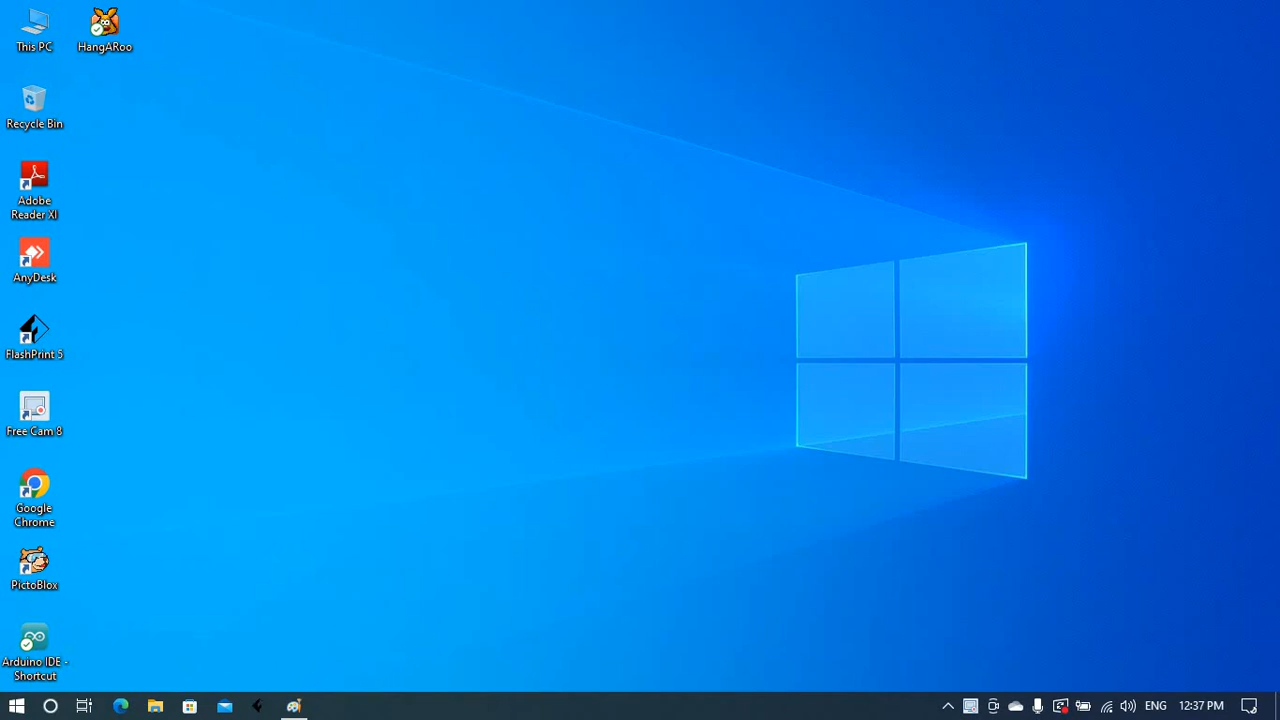 This PC
HangARoo
Recycle Bin
Adobe
Reader XI
AnyDesk
FlashPrint 5
Free Cam 8
Google
Chrome
PictoBlox
Arduino IDE -
Shortcut
ENG
12:37 PM